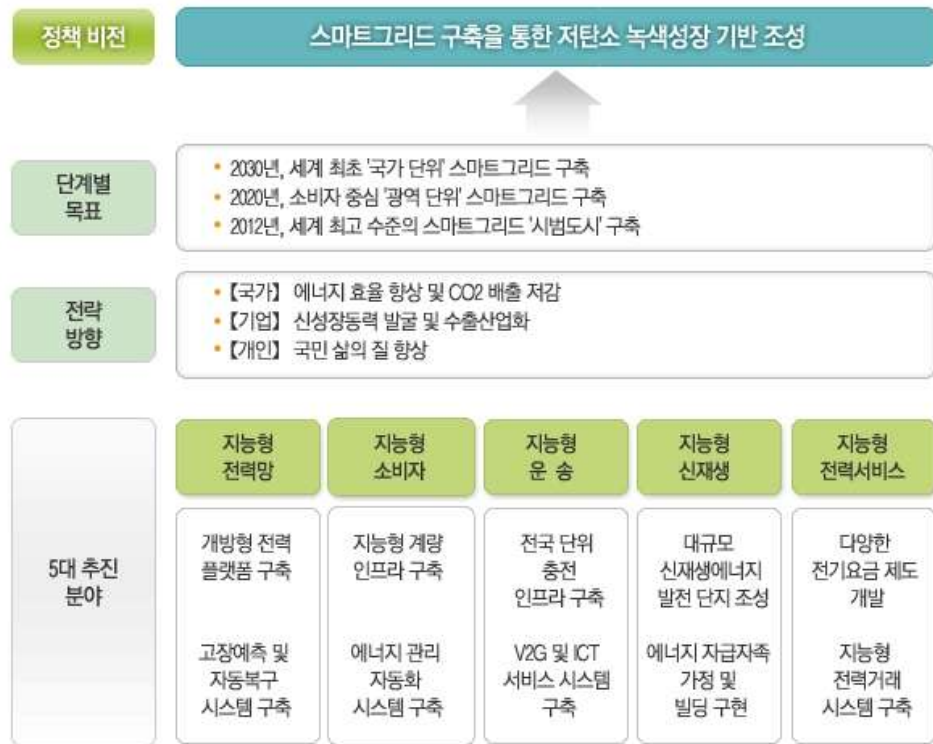 정책 비전
스마트그리드 구축을 통한 저탄소 녹색성장 기반 조성
단계별
목표
• 2030년, 세계 최초 '국가 단위' 스마트그리드 구축
• 2020년, 소비자 중심 '광역 단위' 스마트그리드 구축
• 2012년, 세계 최고 수준의 스마트그리드 '시범도시' 구축
전략
방향
• 【국가】 에너지 효율 향상 및 CO2 배출 저감
• 【기업】 신성장동력 발굴 및 수출산업화
• 【개인】 국민 삶의 질 향상
5대 추진
분야
지능형
전력망
개방형 전력
플랫폼 구축
고장예측 및
자동복구
시스템 구축
지능형
소비자
지능형 계량
인프라 구축
에너지 관리
자동화
시스템 구축
지능형
운 송
전국 단위
충전
인프라 구축
V2G 및 ICT
서비스 시스템
구축
지능형
신재생
대규모
신재생에너지
발전 단지 조성
에너지 자급자족
가정 및
빌딩 구현
지능형
전력서비스
다양한
전기요금 제도
개발
지능형
전력거래
시스템 구축